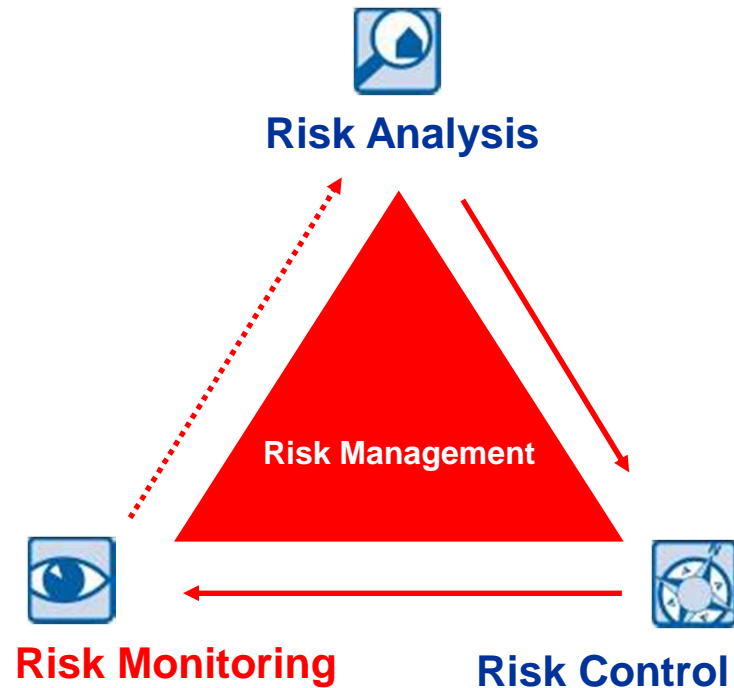 Risk Analysis
Risk Management
Risk Monitoring
Risk Control
N